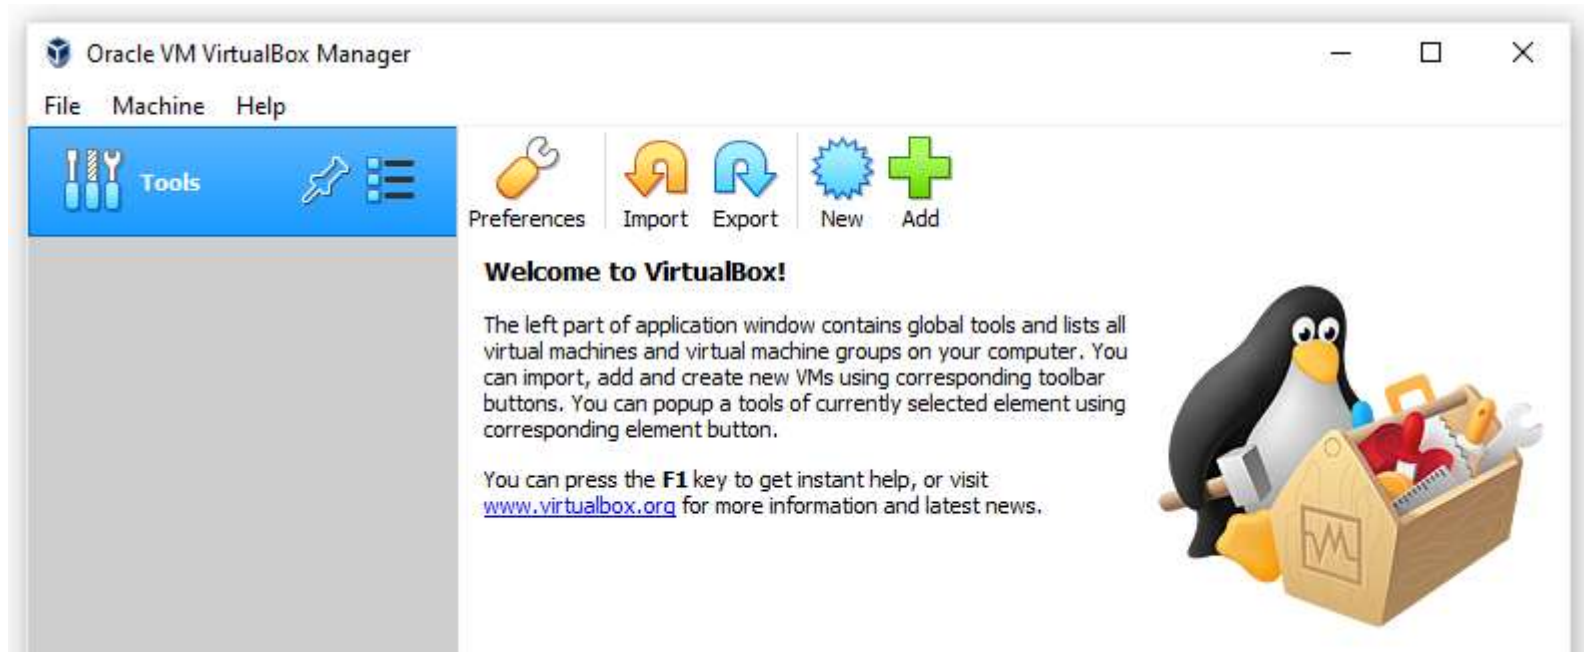 Oracle VM VirtualBox Manager
File Machine Help
Tools
Preferences Import Export New Add
Welcome to VirtualBox!
The left part of application window contains global tools and lists all
virtual machines and virtual machine groups on your computer. You
can import, add and create new VMs using corresponding toolbar
buttons. You can popup a tools of currently selected element using
corresponding element button.
You can press the F1 key to get instant help, or visit
www.virtualbox.org for more information and latest news.